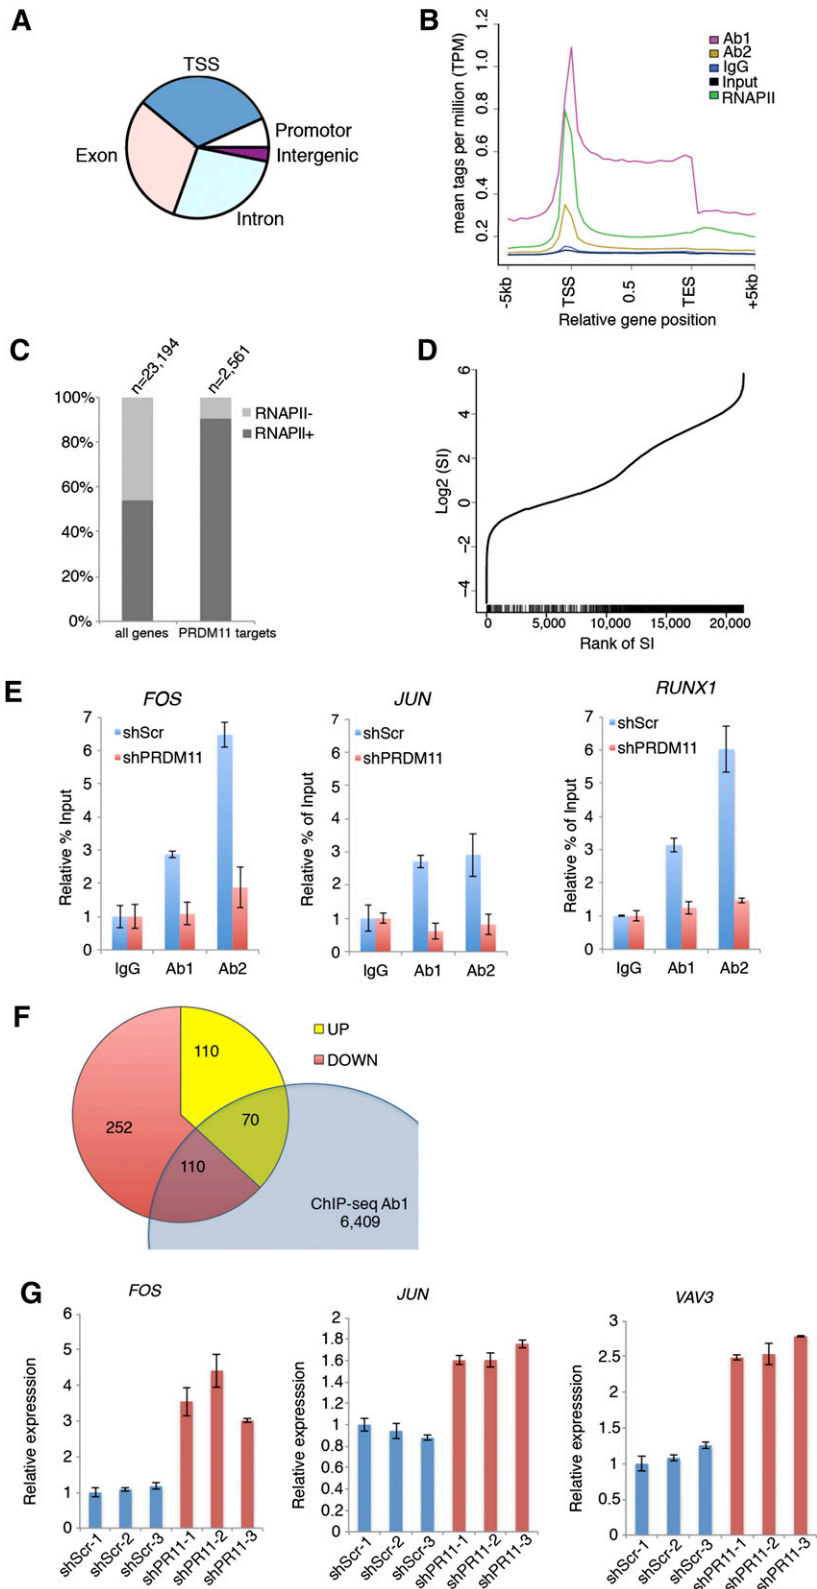 A
TSS
Promotor
Intergenic
Exon
Intron
B
mean tags per million (TPM)
1.2
1.0
0.8
0.6
0.4
0.2
Ab1
Ab2
IgG
Input
RNAPII
-5kb
TSS
0.5
TES
+5kb
Relative gene position
C
n=23,194
n=2,561
100%
80%
60%
40%
20%
0%
RNAPII-
RNAPII+
all genes
PRDM11 targets
D
Log2 (SI)
6
4
2
0
−2
−4
0
5,000
10,000
15,000
20,000
Rank of SI
E
FOS
Relative % Input
7
6
5
4
3
2
1
0
shScr
shPRDM11
IgG
Ab1
Ab2
JUN
Relative % of Input
7
6
5
4
3
2
1
0
shScr
shPRDM11
IgG
Ab1
Ab2
RUNX1
Relative % of Input
7
6
5
4
3
2
1
0
shScr
shPRDM11
IgG
Ab1
Ab2
F
UP
DOWN
110
252
70
110
ChIP-seq Ab1
6,409
G
FOS
Relative expresssion
6
5
4
3
2
1
0
shScr-1
shScr-2
shScr-3
shPR11-1
shPR11-2
shPR11-3
JUN
Relative expresssion
2
1.8
1.6
1.4
1.2
1
0.8
0.6
0.4
0.2
0
shScr-1
shScr-2
shScr-3
shPR11-1
shPR11-2
shPR11-3
VAV3
Relative expresssion
3
2.5
2
1.5
1
0.5
0
shScr-1
shScr-2
shScr-3
shPR11-1
shPR11-2
shPR11-3